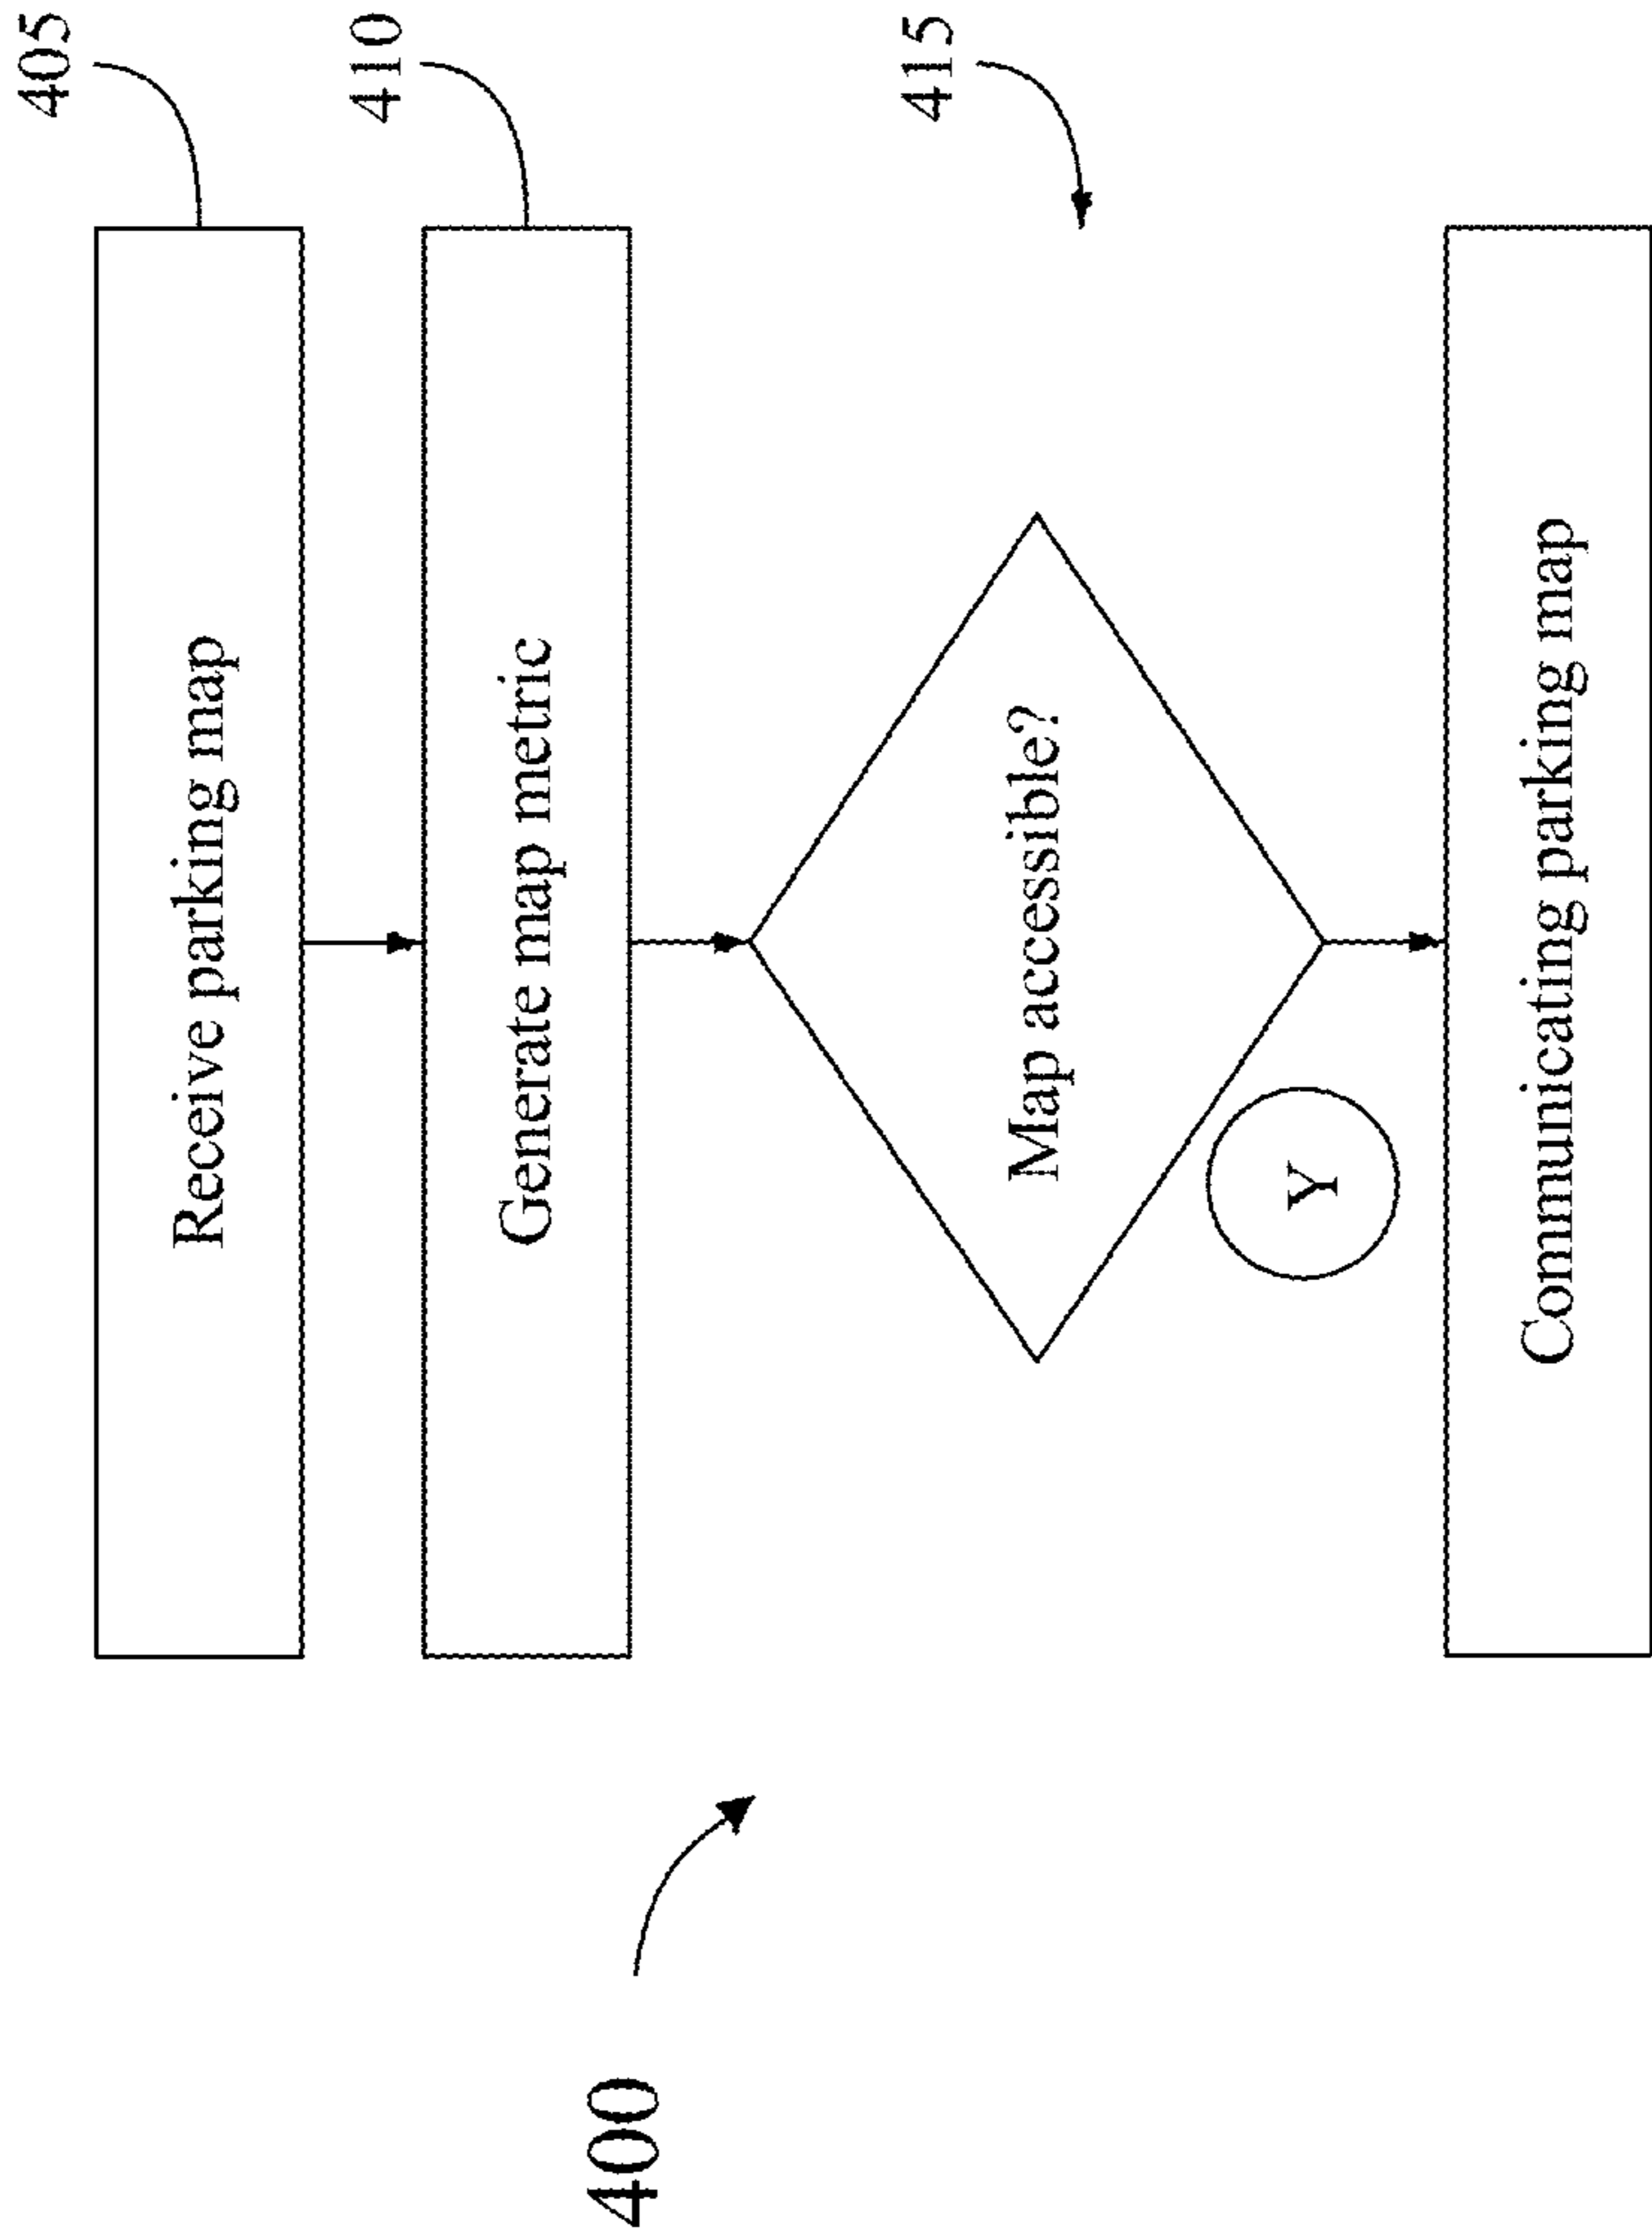 400
Receive parking map
405
Generate map metric
410
Map accessible?
415
Y
Communicating parking map